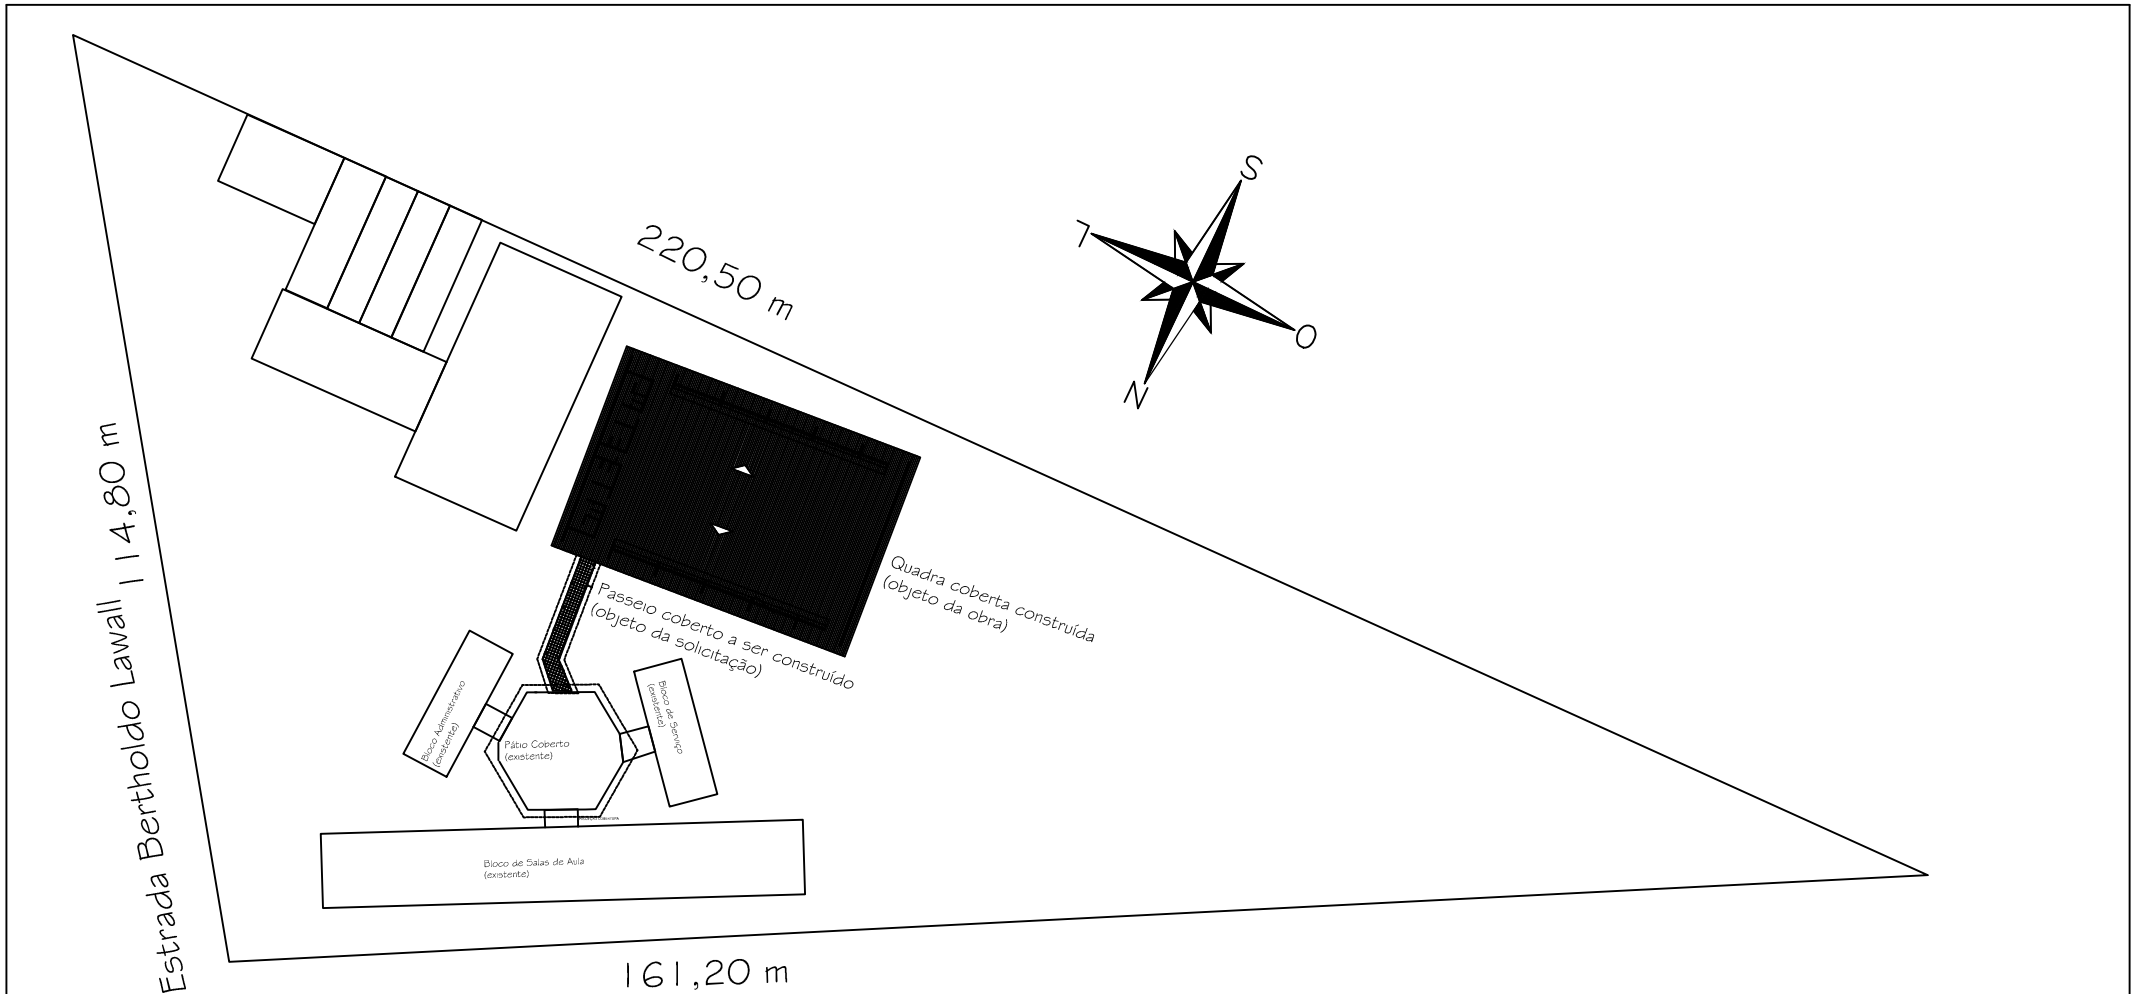 S
L
220,50 m
O
N
114,80 m
Quadra coberta construída
(objeto da obra)
Passeio coberto a ser construído
(objeto da solicitação)
Estrada Bertholdo Lawall
Bloco Administrativo
(existente)
Bloco de Serviço
(existente)
Pátio Coberto
(existente)
Bloco de Salas de Aula
(existente)
161,20 m